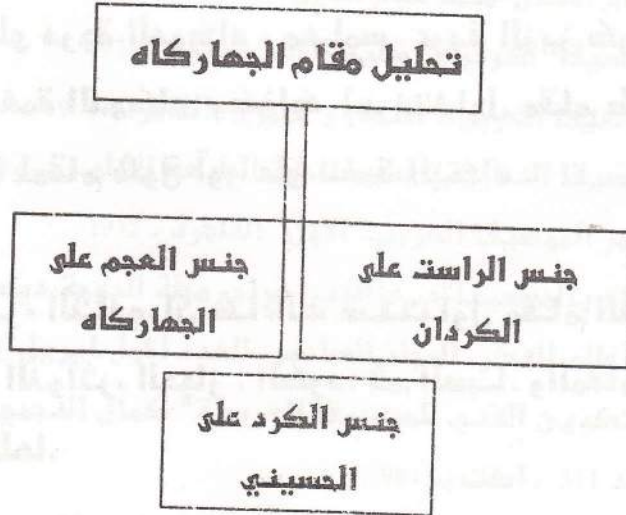 تحليل مقام الجهاركاه
جنس الراست على
الكردان
جنس العجم على
الجهاركاه
جنس الكرد على
الحسيني